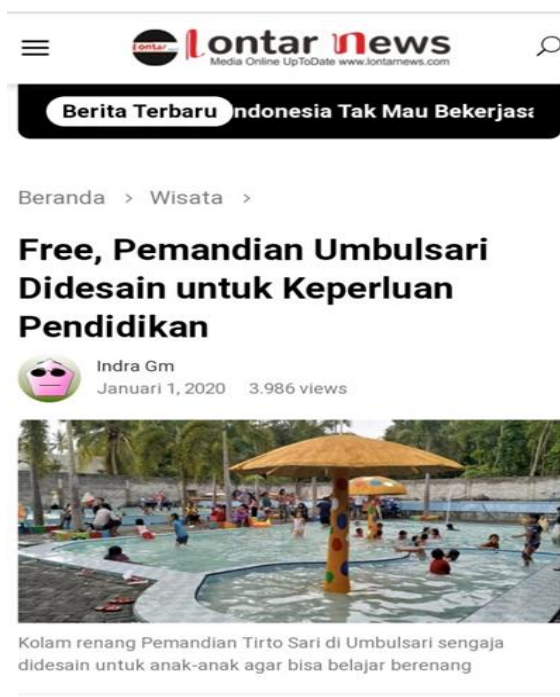 Lontar
Lontar News
Media Online UpToDate www.lontarnews.com
Berita Terbaru ndonesia Tak Mau Bekerjasa
Beranda > Wisata >
Free, Pemandian Umbulsari
Didesain untuk Keperluan
Pendidikan
Indra Gm
Januari 1, 2020 3.986 views
Kolam renang Pemandian Tirto Sari di Umbulsari sengaja
didesain untuk anak-anak agar bisa belajar berenang